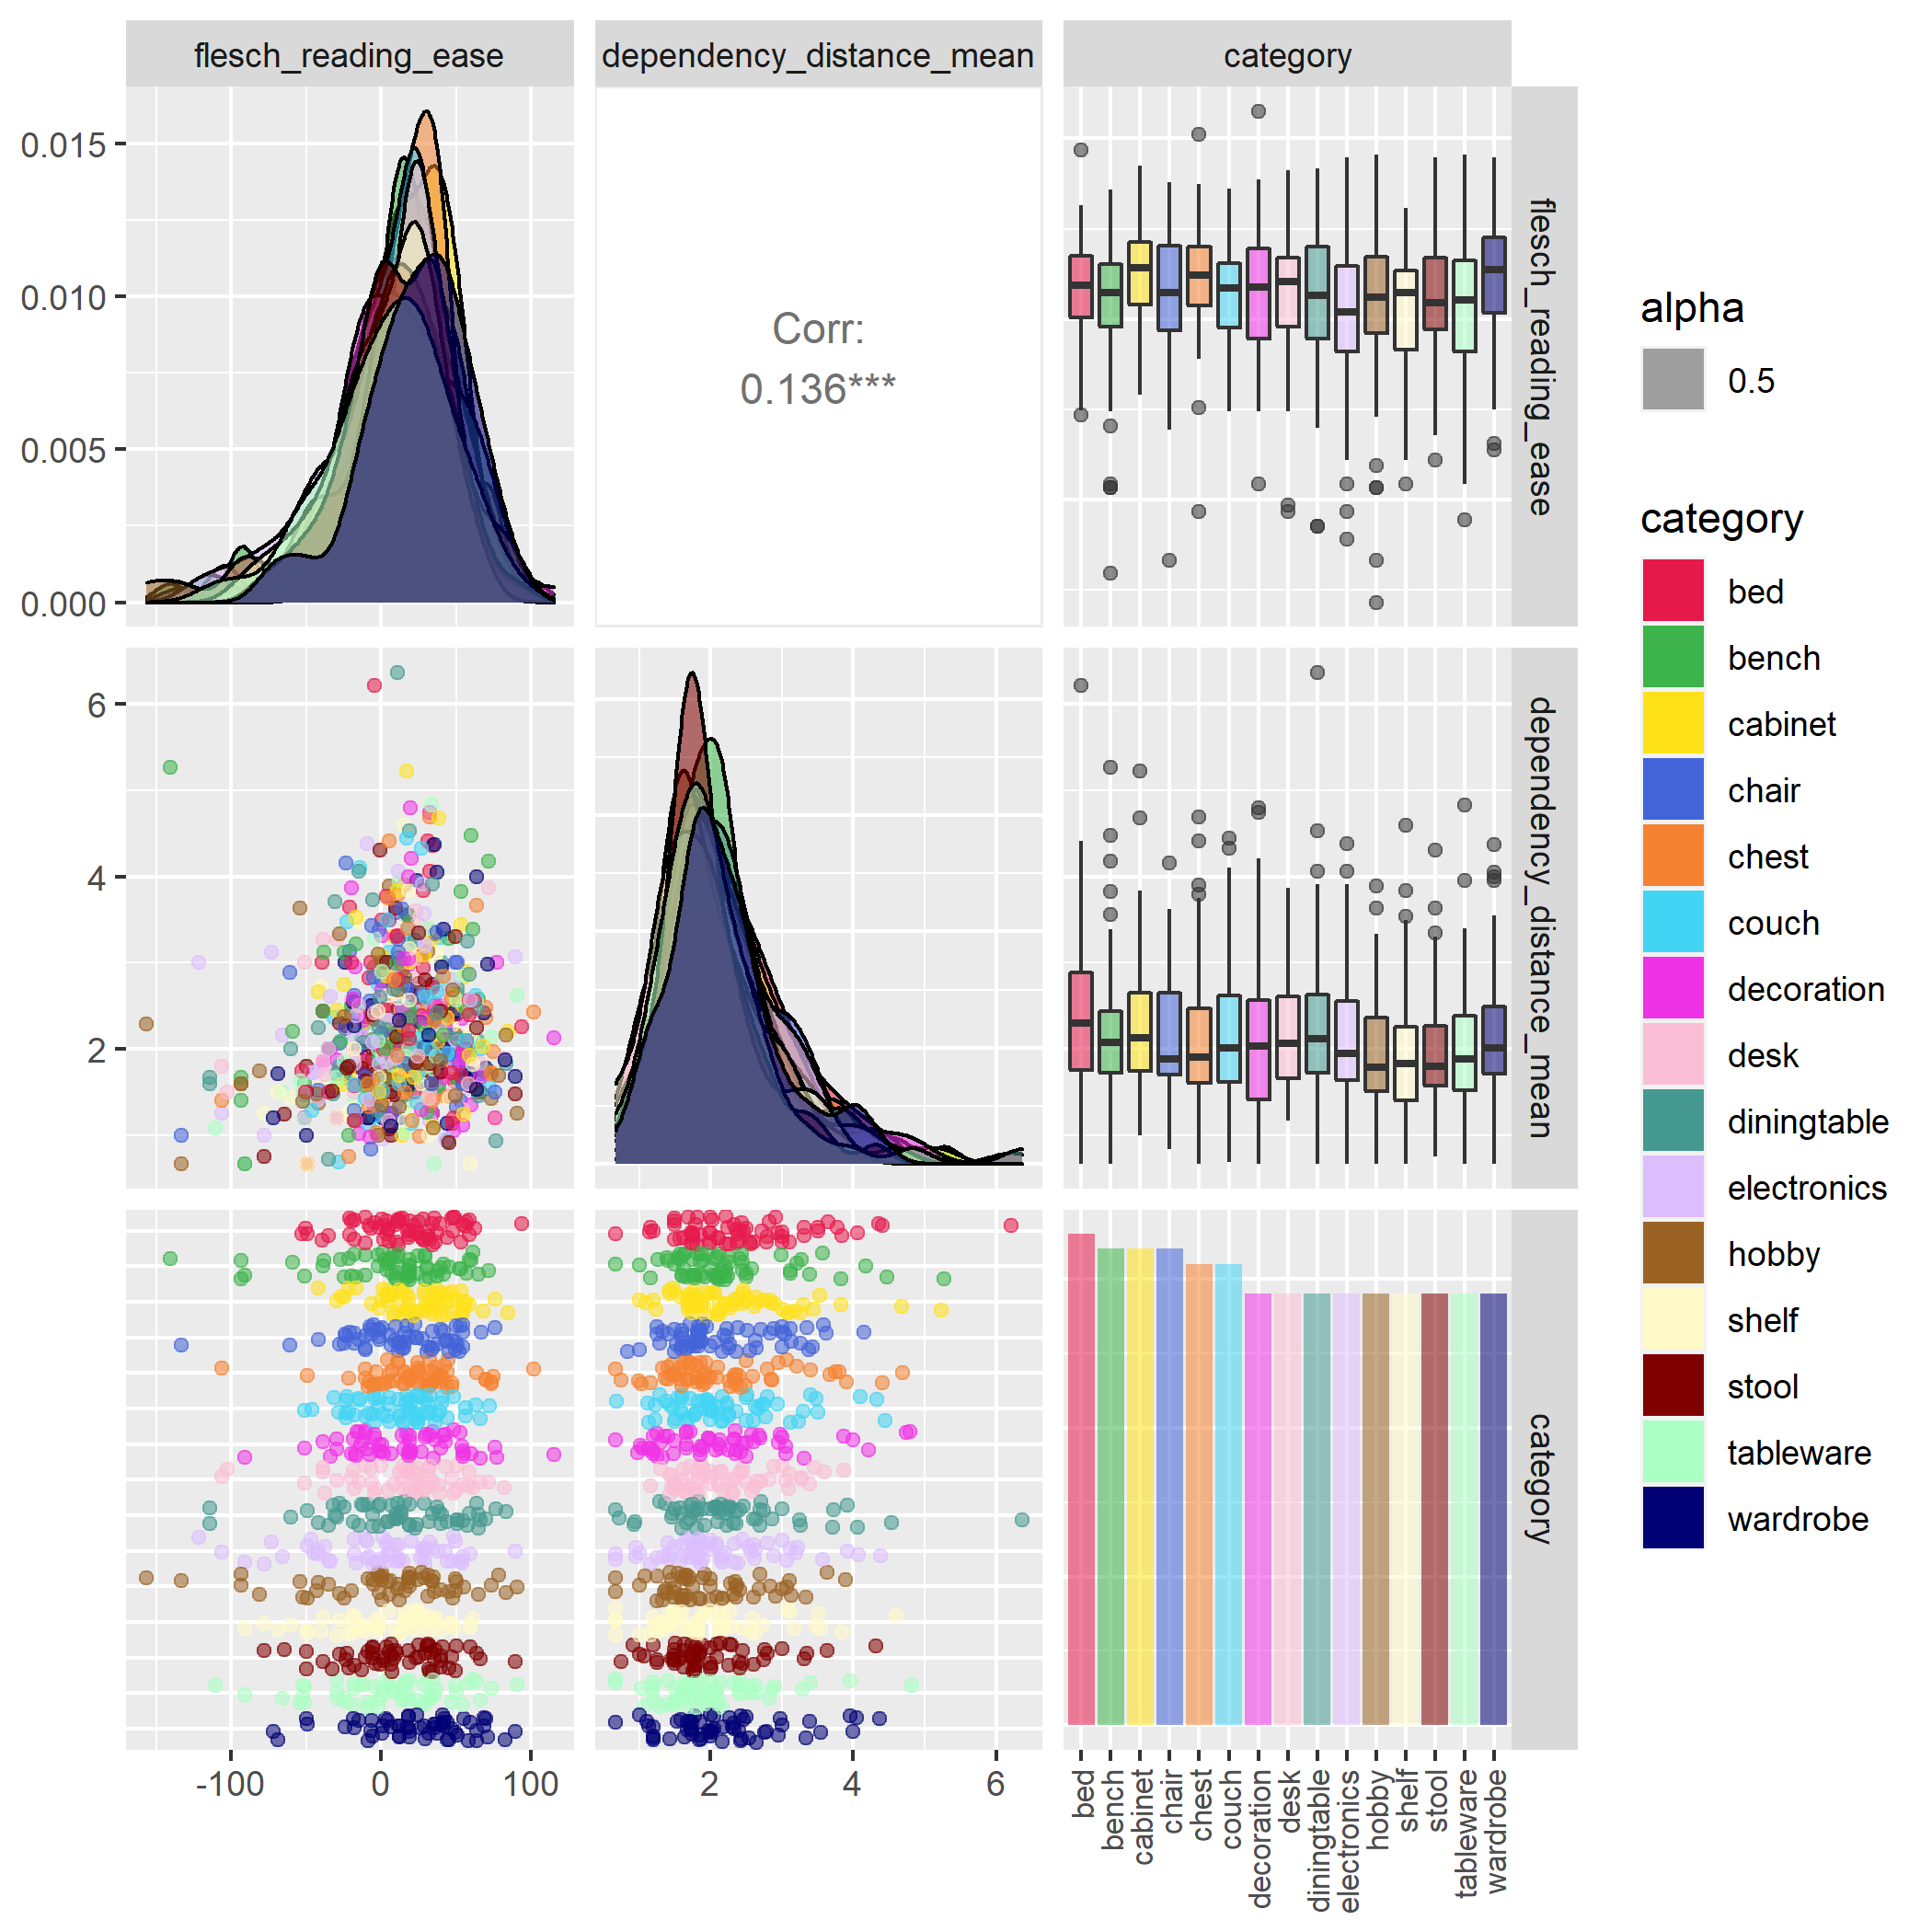 flesch_reading_ease
dependency_distance_mean
category
0.015
0.010
0.005
0.000
Corr:
0.136***
flesch_reading_ease
6
4
2
dependency_distance_mean
category
-100
0
100
2
4
6
bed
bench
cabinet
chair
chest
couch
decoration
desk
diningtable
electronics
hobby
shelf
stool
tableware
wardrobe
alpha
0.5
category
bed
bench
cabinet
chair
chest
couch
decoration
desk
diningtable
electronics
hobby
shelf
stool
tableware
wardrobe